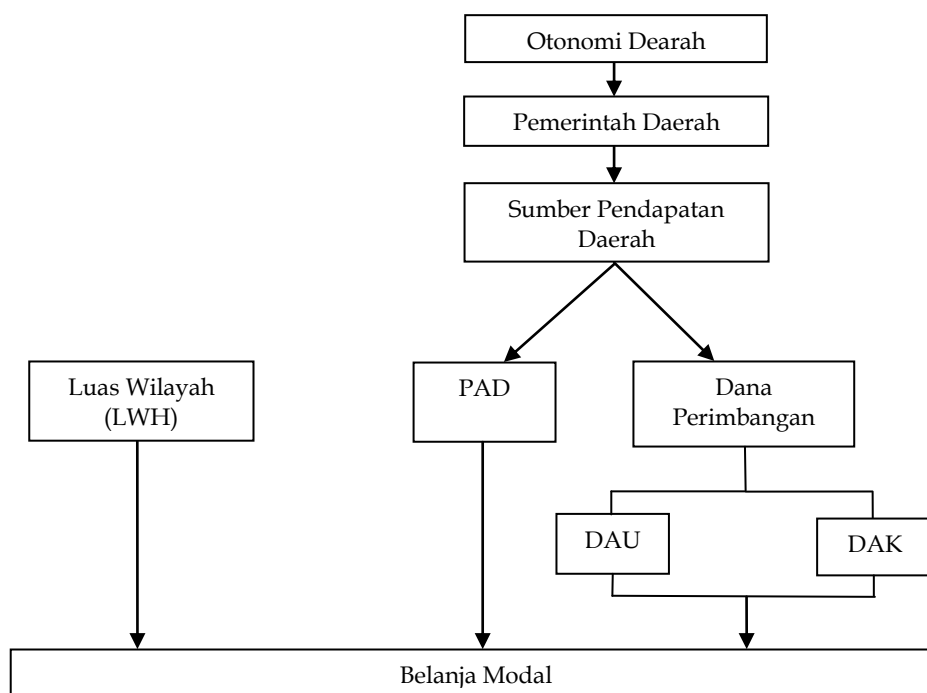 Otonomi Dearah
Pemerintah Daerah
Sumber Pendapatan
Daerah
Luas Wilayah
(LWH)
PAD
Dana
Perimbangan
DAU
DAK
Belanja Modal